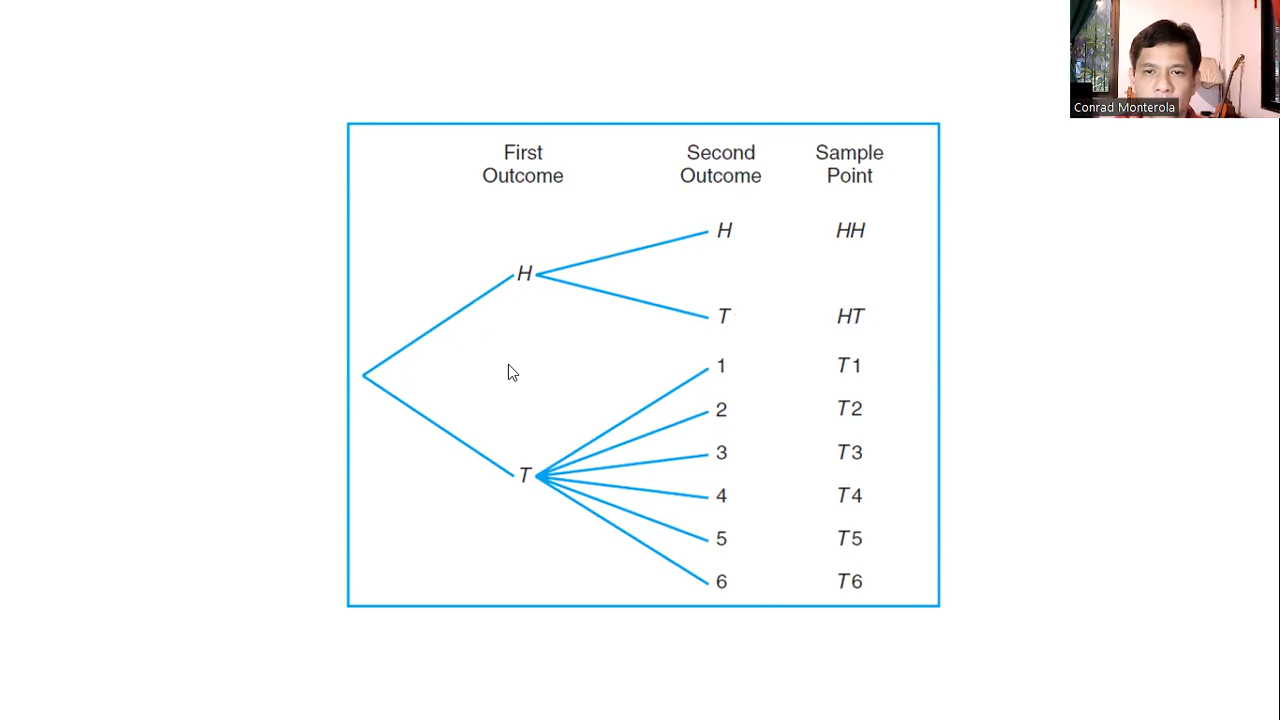 Conrad Monterola
First Outcome
Second Outcome
Sample Point
H
H
HH
T
HT
T
1
T1
2
T2
3
T3
4
T4
5
T5
6
T6